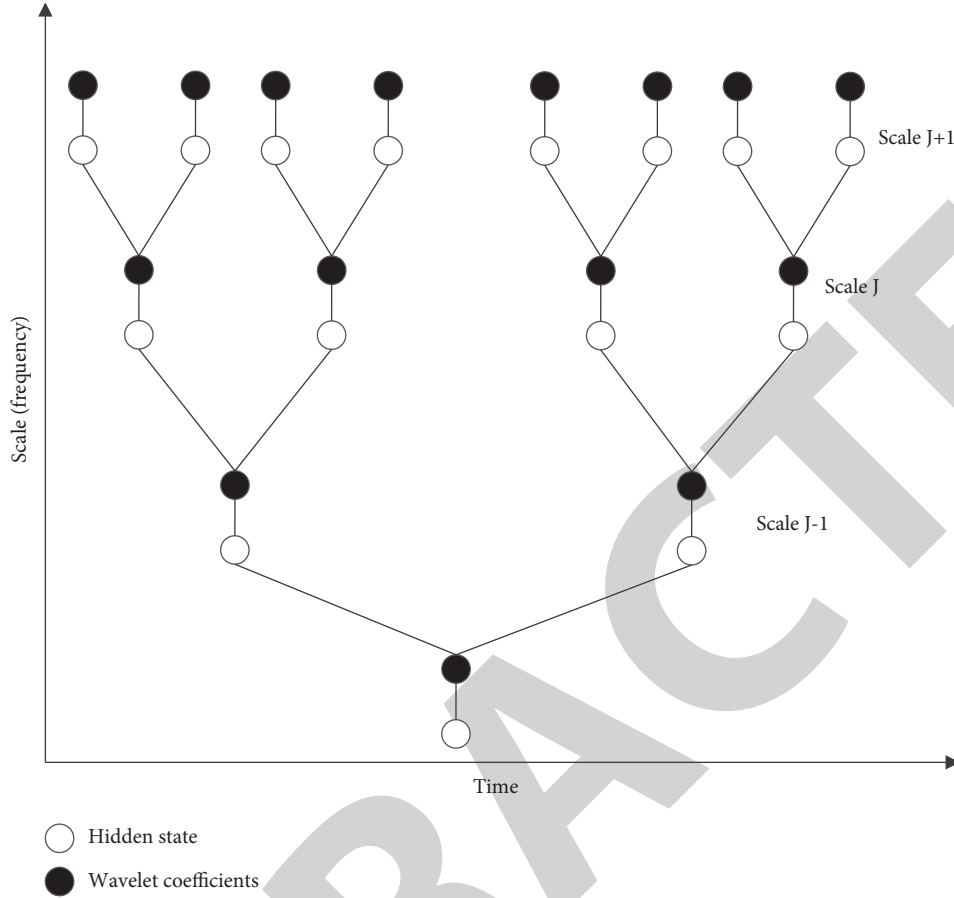 Scale J+1
Scale J
Scale (frequency)
Scale J-1
Time
Hidden state
Wavelet coefficients